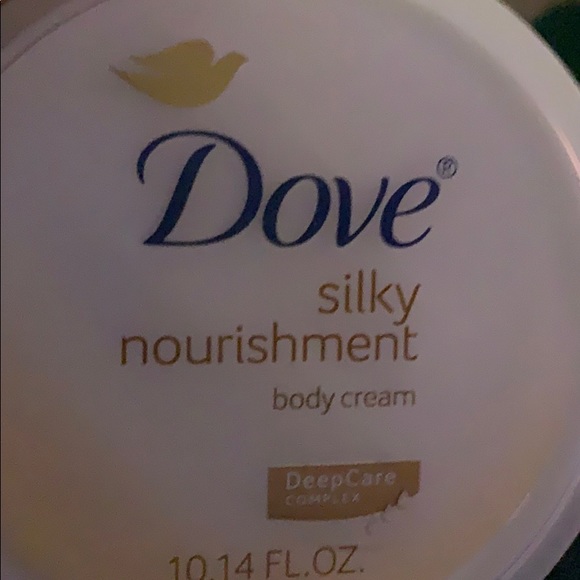 Dove®
silky
nourishment
body cream
DeepCare
COMPLEX
10.14 FL.OZ.